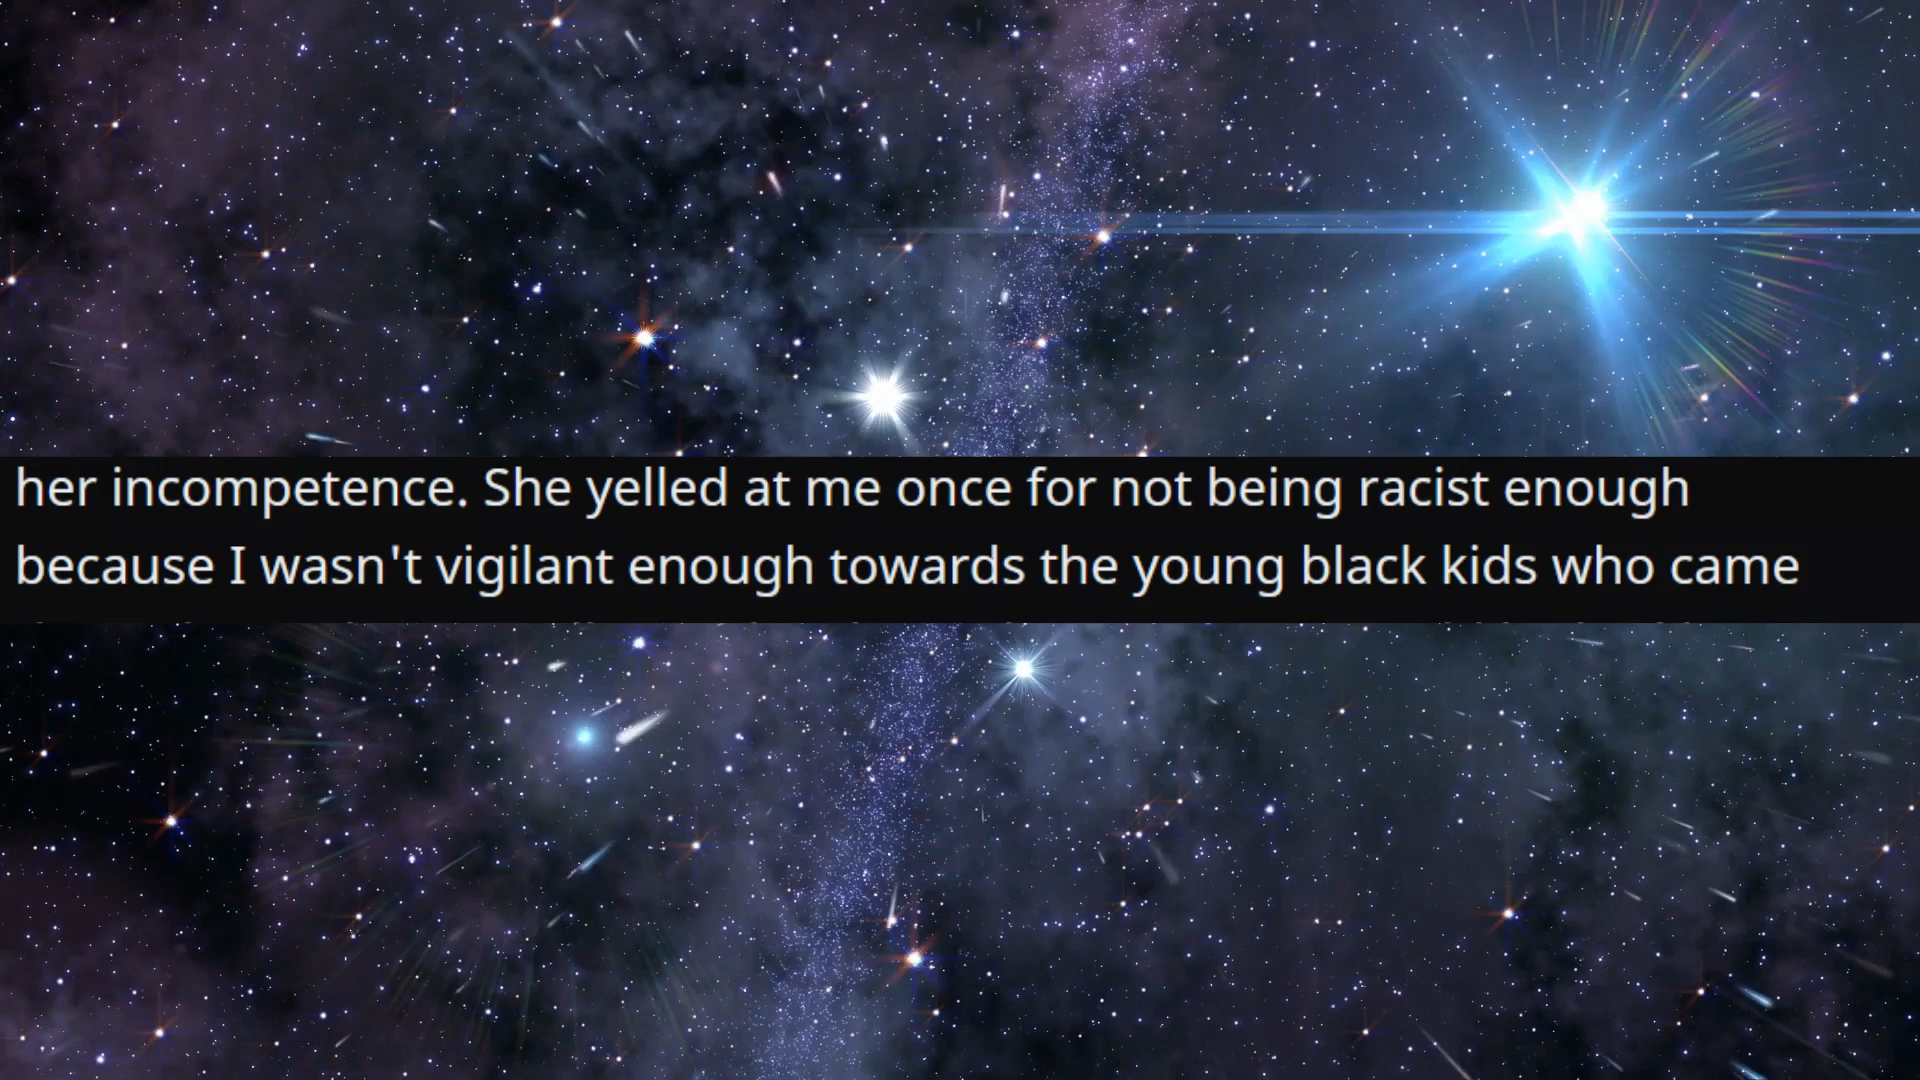 her incompetence. She yelled at me once for not being racist enough
because I wasn't vigilant enough towards the young black kids who came